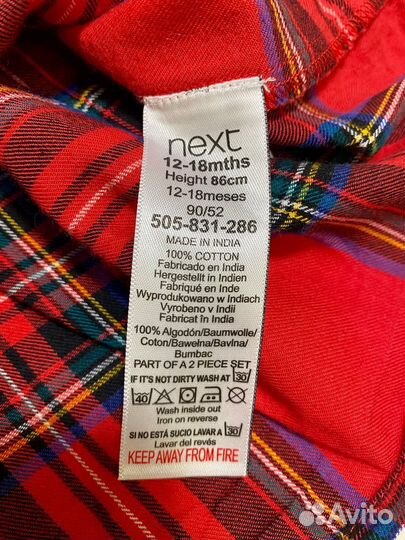 next
12-18mths
Height 86cm
12-18meses
90/52
505-831-286
MADE IN INDIA
100% COTTON
Fabricado en India
Hergestellt in Indien
Fabriqué en Inde
Wyprodukowano w Indiach
Vyrobeno v Indii
Fabricat în India
100% Algodón/Baumwolle/
Coton/Bawełna/Bavlna/
Bumbac
PART OF A 2 PIECE SET
IF IT'S NOT DIRTY WASH AT 30
40
Wash inside out
Iron on reverse
SI NO ESTÁ SUCIO LAVAR A 30
Lavar del revés
KEEP AWAY FROM FIRE
Avito